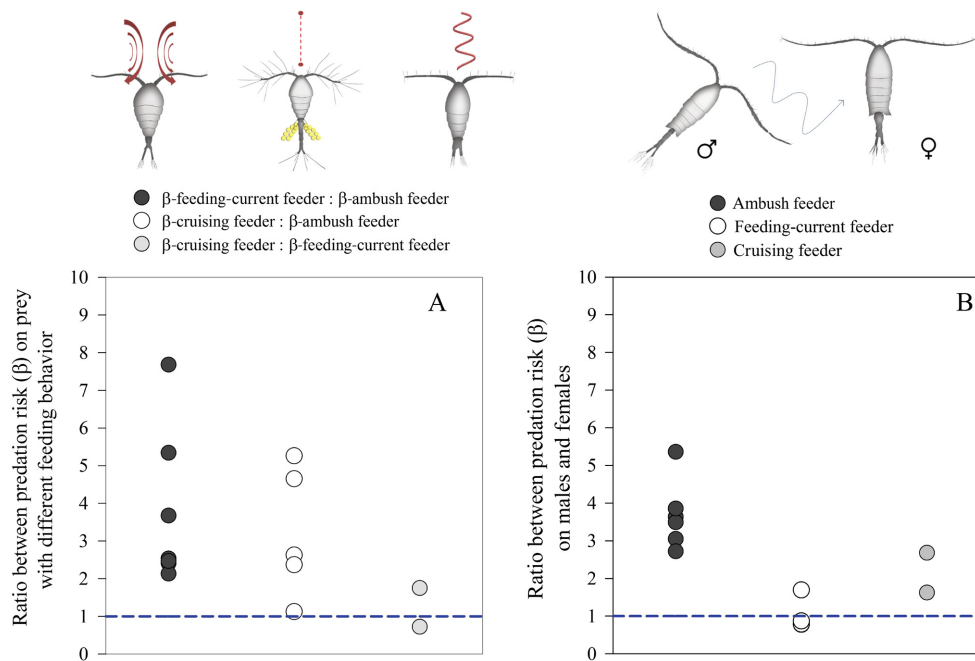 ♂
♀
β-feeding-current feeder : β-ambush feeder
β-cruising feeder : β-ambush feeder
β-cruising feeder : β-feeding-current feeder
Ambush feeder
Feeding-current feeder
Cruising feeder
Ratio between predation risk (β) on prey
with different feeding behavior
10
9
8
7
6
5
4
3
2
1
0
A
Ratio between predation risk (β)
on males and females
10
9
8
7
6
5
4
3
2
1
0
B